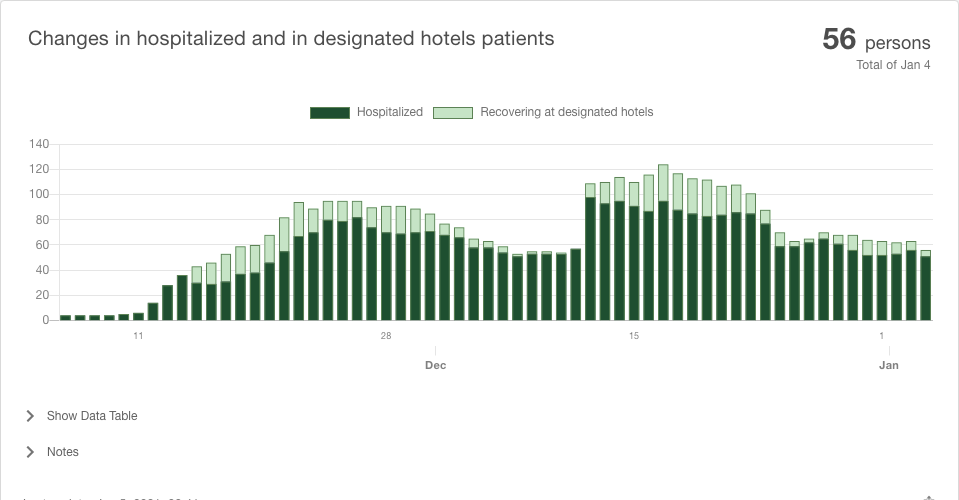 Changes in hospitalized and in designated hotels patients
56 persons
Total of Jan 4
Hospitalized
Recovering at designated hotels
140
120
100
80
60
40
20
0
11
28
15
1
Dec
Jan
Show Data Table
Notes